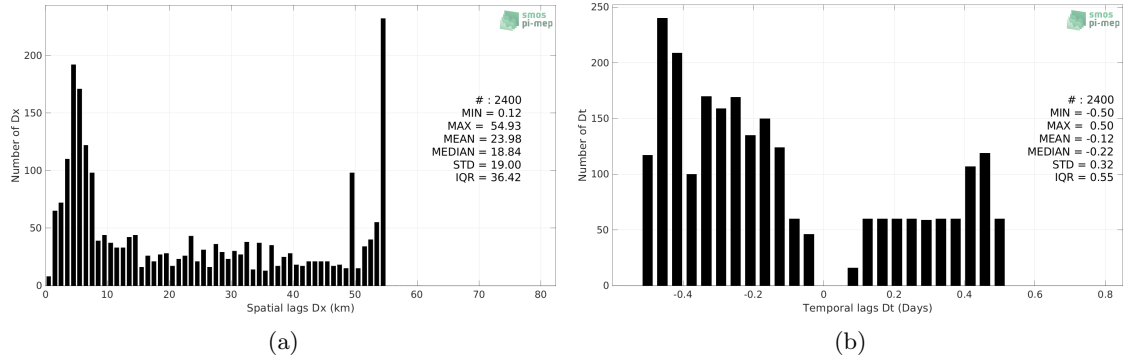 smos
pi-mep
200
150
100
50
0
Number of Dx
# : 2400
MIN = 0.12
MAX = 54.93
MEAN = 23.98
MEDIAN = 18.84
STD = 19.00
IQR = 36.42
0 10 20 30 40 50 60 70 80
Spatial lags Dx (km)
(a)
smos
pi-mep
250
200
150
100
50
0
Number of Dt
# : 2400
MIN = -0.50
MAX = 0.50
MEAN = -0.12
MEDIAN = -0.22
STD = 0.32
IQR = 0.55
-0.4 -0.2 0 0.2 0.4 0.6 0.8
Temporal lags Dt (Days)
(b)